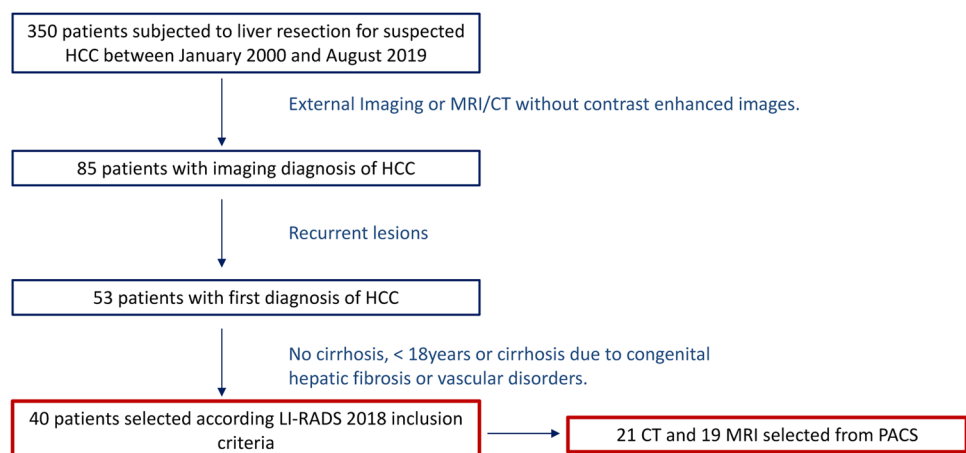 350 patients subjected to liver resection for suspected
HCC between January 2000 and August 2019
External Imaging or MRI/CT without contrast enhanced images.
85 patients with imaging diagnosis of HCC
Recurrent lesions
53 patients with first diagnosis of HCC
No cirrhosis, < 18years or cirrhosis due to congenital
hepatic fibrosis or vascular disorders.
40 patients selected according LI-RADS 2018 inclusion
criteria
21 CT and 19 MRI selected from PACS